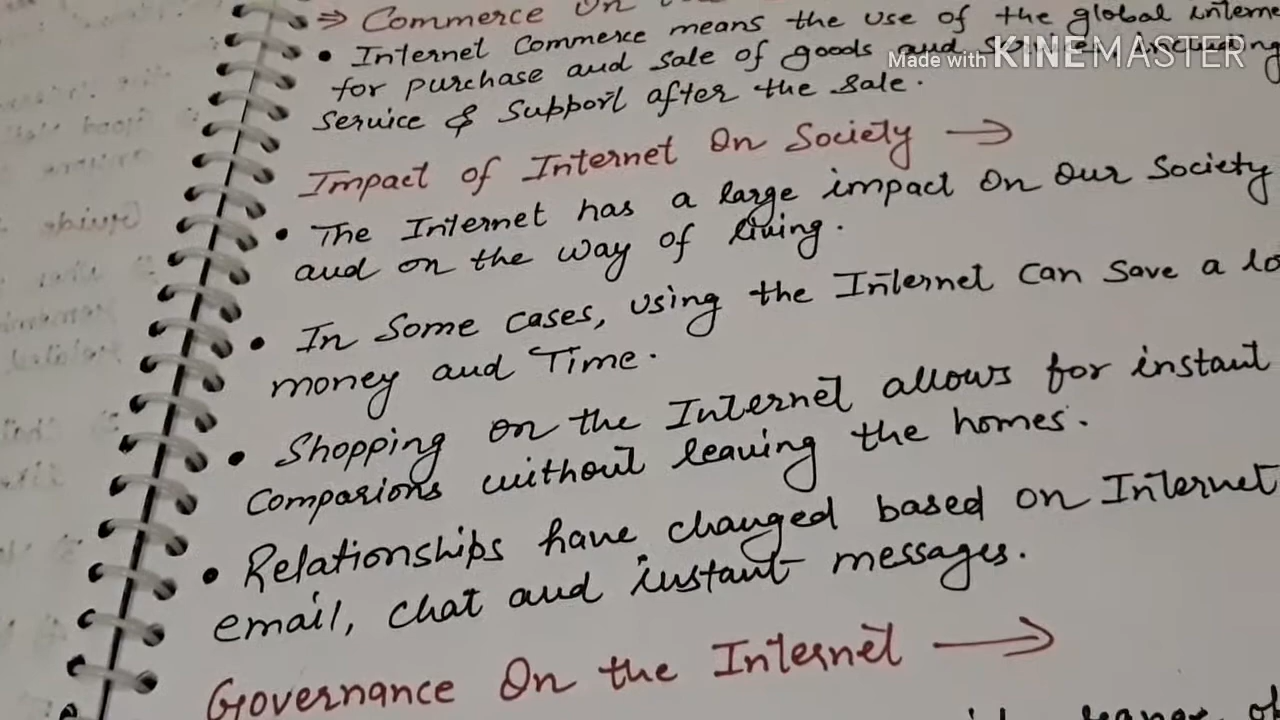 ⇒ Commerce On
• Internet Commerce means the use of the global
for purchase and sale of goods and including
Service & Support after the sale.
Impact of Internet On Society →
• The Internet has a large impact On Our Society
and on the way of living.
• In Some cases, using the Internet Can Save a
money and Time.
• Shopping on the Internet allows for instant
Comparions without leaving the homes.
• Relationships have changed based on Internet
email, chat and instant messages.
Governance On the Internet →
of
Made with KINEMASTER